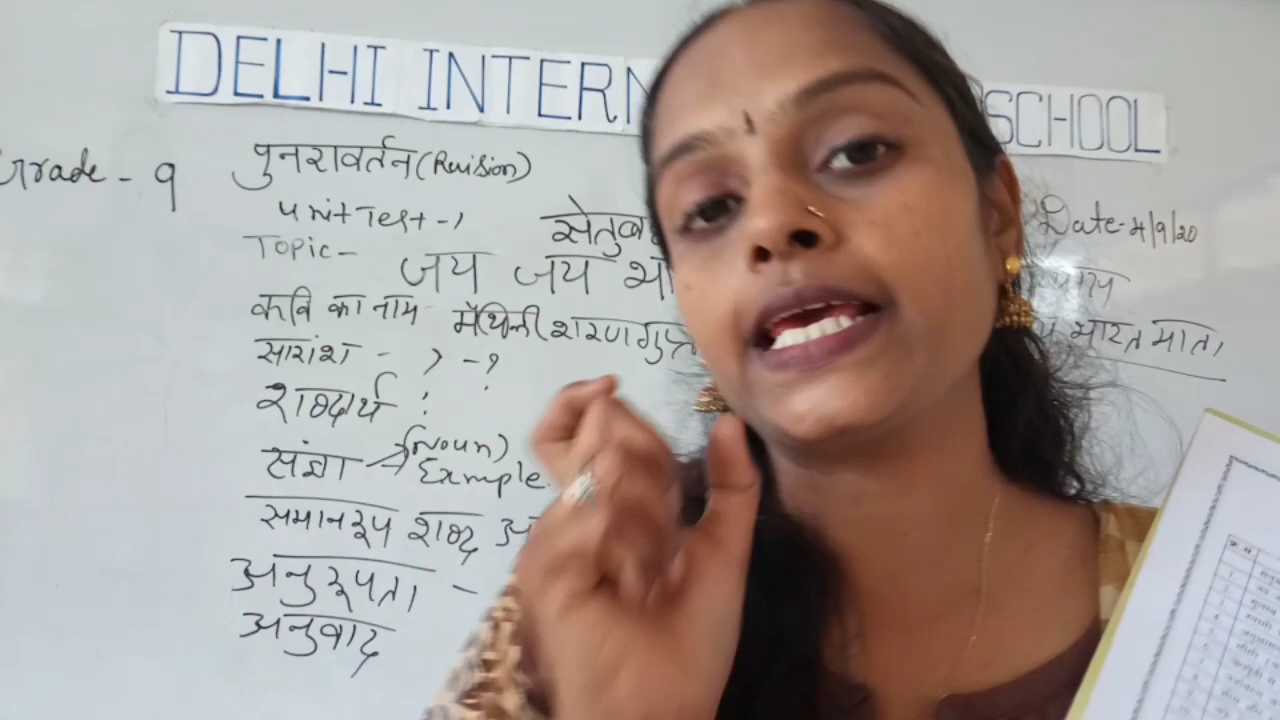 DELHI INTERN SCHOOL
Grade - 9 पुनरावर्तन (Revision)
Unit Test - 1 Date - 4/9/20
Topic -
जय जय
कवि का नाम मैथिलीशरण गुप्त भारत माता
सारांश - ) - ?
शब्दार्थ :
संज्ञा (Noun)
Example
समानरूप शब्द
अनुरूपता -
अनुवाद